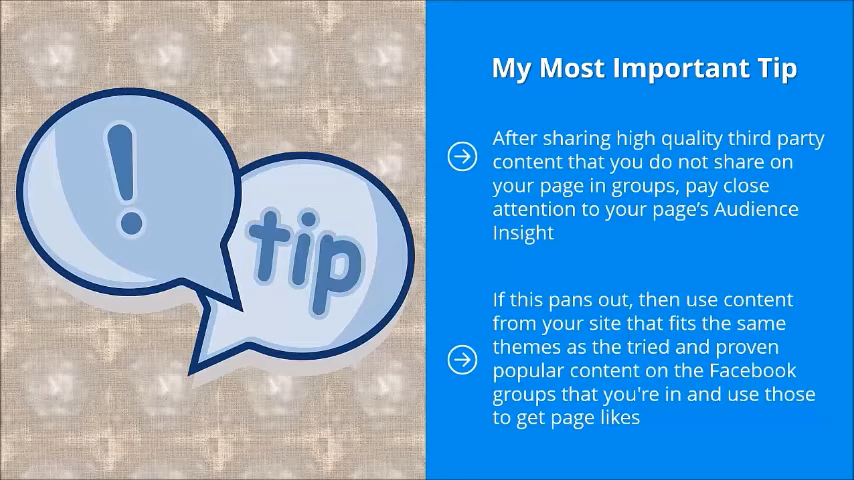 !
tip
My Most Important Tip
After sharing high quality third party
content that you do not share on
your page in groups, pay close
attention to your page’s Audience
Insight
If this pans out, then use content
from your site that fits the same
themes as the tried and proven
popular content on the Facebook
groups that you're in and use those
to get page likes